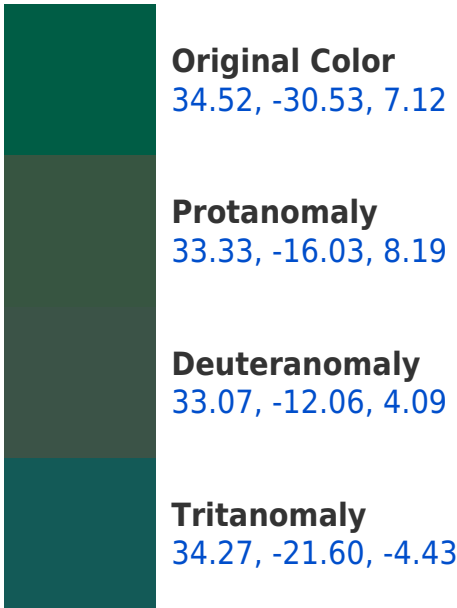 Original Color
34.52, -30.53, 7.12
Protanomaly
33.33, -16.03, 8.19
Deuteranomaly
33.07, -12.06, 4.09
Tritanomaly
34.27, -21.60, -4.43